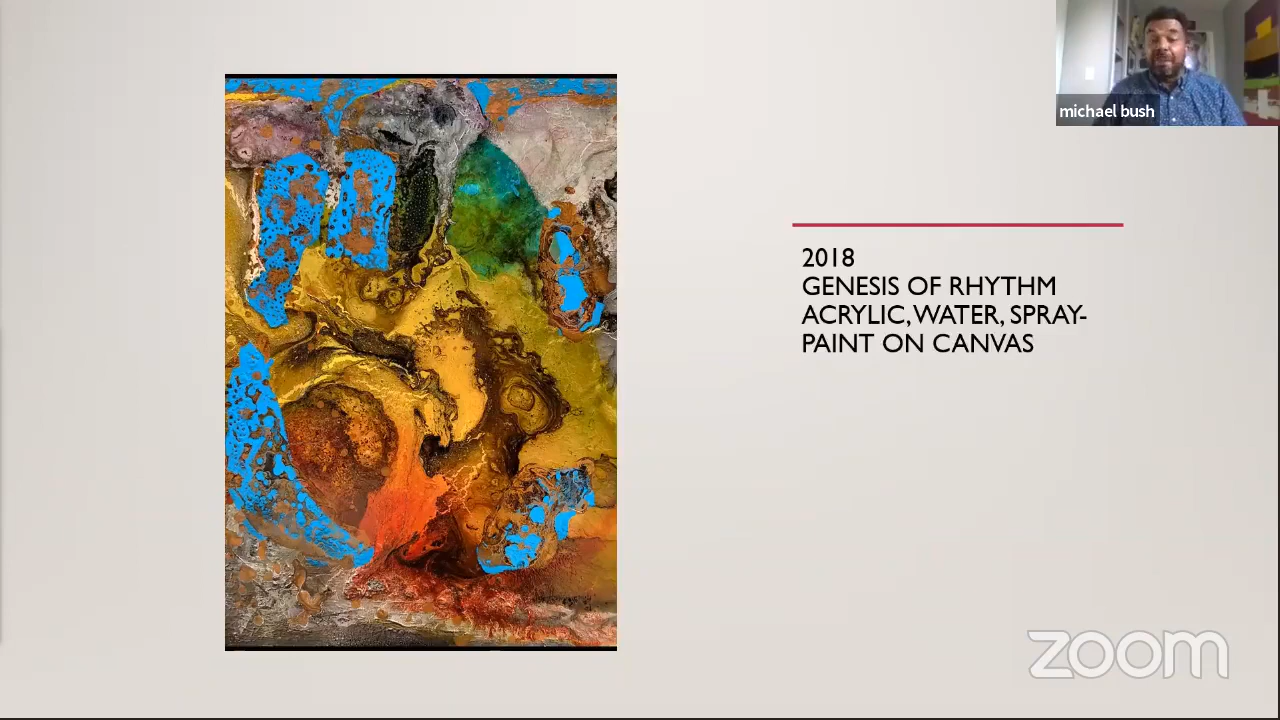 michael bush
2018
GENESIS OF RHYTHM
ACRYLIC, WATER, SPRAY-
PAINT ON CANVAS
zoom